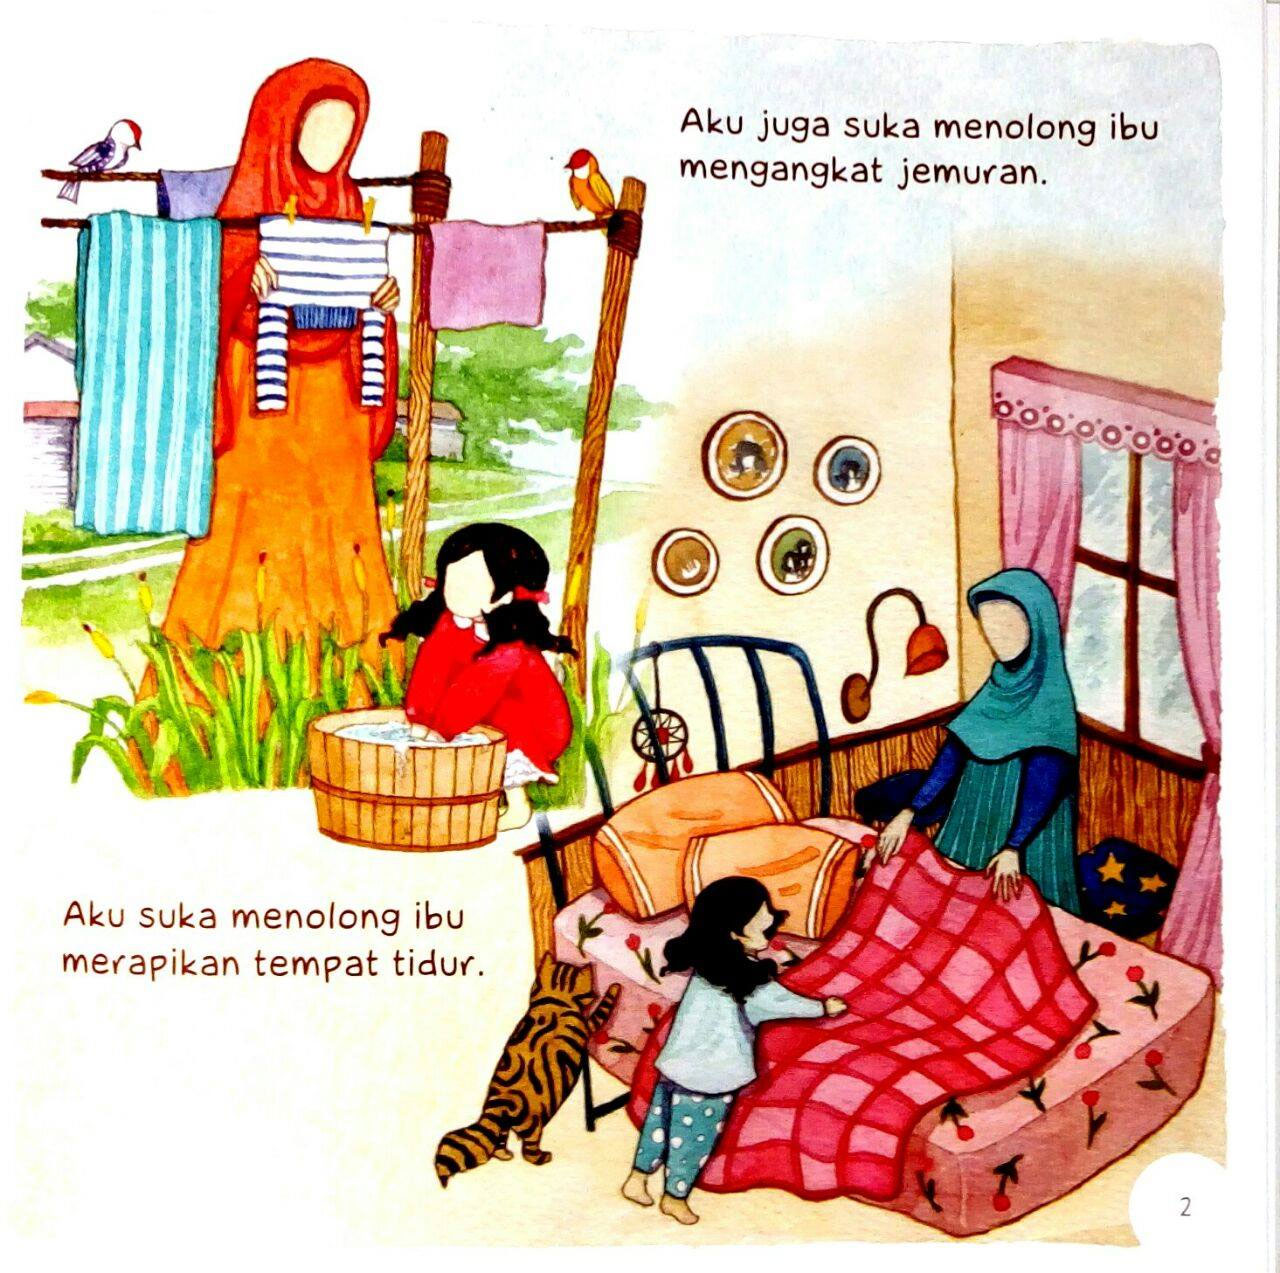 Aku juga suka menolong ibu
mengangkat jemuran.
Aku suka menolong ibu
merapikan tempat tidur.
2